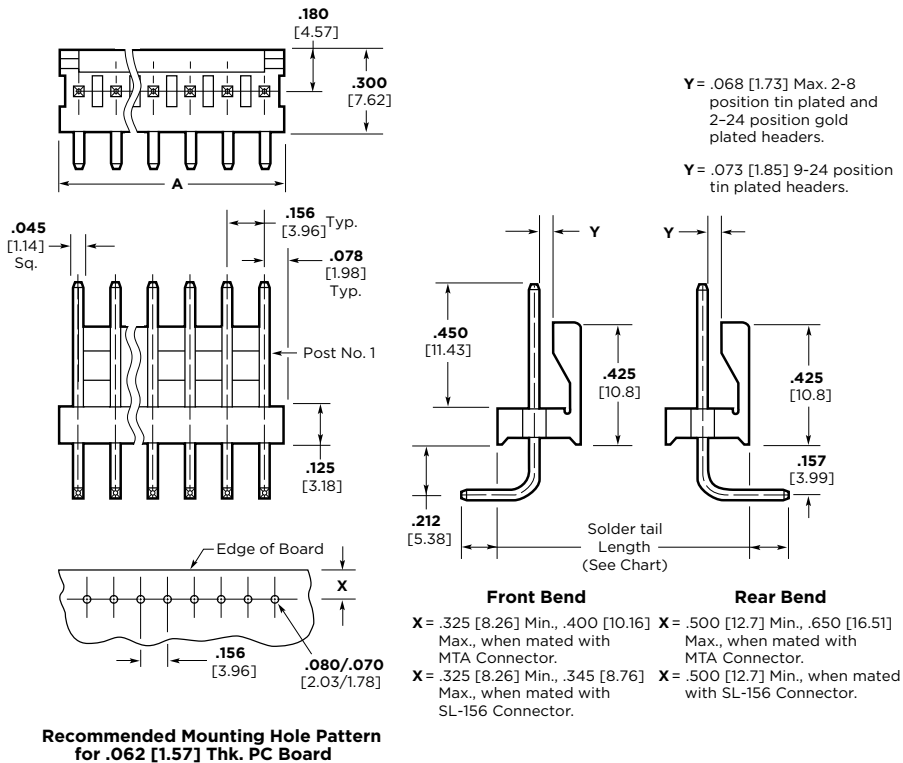 .180
[4.57]
.300
[7.62]
A
Y = .068 [1.73] Max. 2-8
position tin plated and
2–24 position gold
plated headers.
Y = .073 [1.85] 9-24 position
tin plated headers.
.045
[1.14]
Sq.
.156
[3.96]
Typ.
.078
[1.98]
Typ.
Post No. 1
.125
[3.18]
Y
Y
.450
[11.43]
.425
[10.8]
.425
[10.8]
.157
[3.99]
.212
[5.38]
Solder tail
Length
(See Chart)
Edge of Board
X
.156
[3.96]
.080/.070
[2.03/1.78]
Recommended Mounting Hole Pattern
for .062 [1.57] Thk. PC Board
Front Bend
X = .325 [8.26] Min., .400 [10.16]
Max., when mated with
MTA Connector.
X = .325 [8.26] Min., .345 [8.76]
Max., when mated with
SL-156 Connector.
Rear Bend
X = .500 [12.7] Min., .650 [16.51]
Max., when mated with
MTA Connector.
X = .500 [12.7] Min., when mated
with SL-156 Connector.